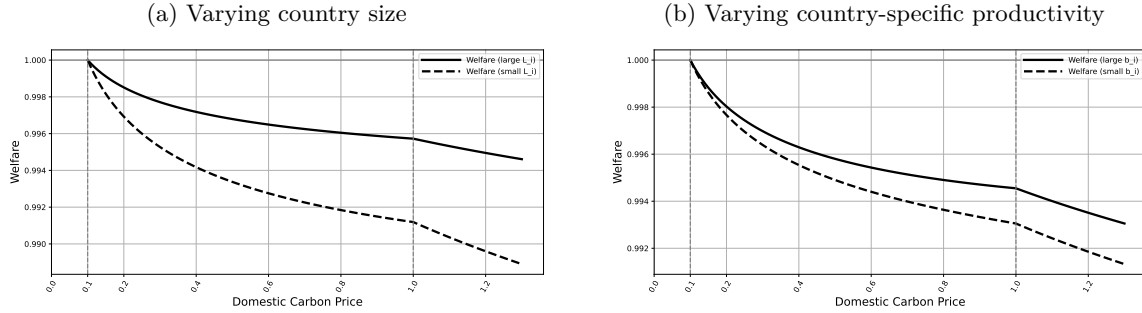 (a) Varying country size
Welfare (large L_i)
Welfare (small L_i)
1.000
0.998
0.996
0.994
0.992
0.990
Welfare
0.0
0.1
0.2
0.4
0.6
0.8
1.0
1.2
Domestic Carbon Price
(b) Varying country-specific productivity
Welfare (large b_i)
Welfare (small b_i)
1.000
0.998
0.996
0.994
0.992
Welfare
0.0
0.1
0.2
0.4
0.6
0.8
1.0
1.2
Domestic Carbon Price